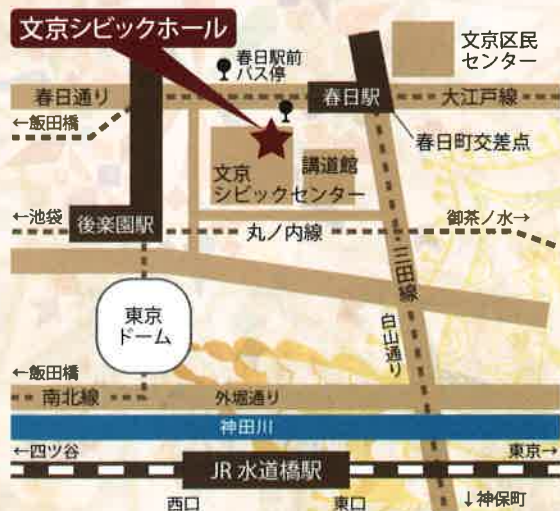 文京シビックホール
春日駅前
バス停
文京区民
センター
春日通り
春日駅
大江戸線
←飯田橋
春日町交差点
講道館
文京
シビックセンター
←池袋
後楽園駅
丸ノ内線
御茶ノ水→
三田線
東京
ドーム
白山通り
←飯田橋
南北線
外堀通り
神田川
←四ツ谷
東京→
JR 水道橋駅
西口
東口
↓神保町